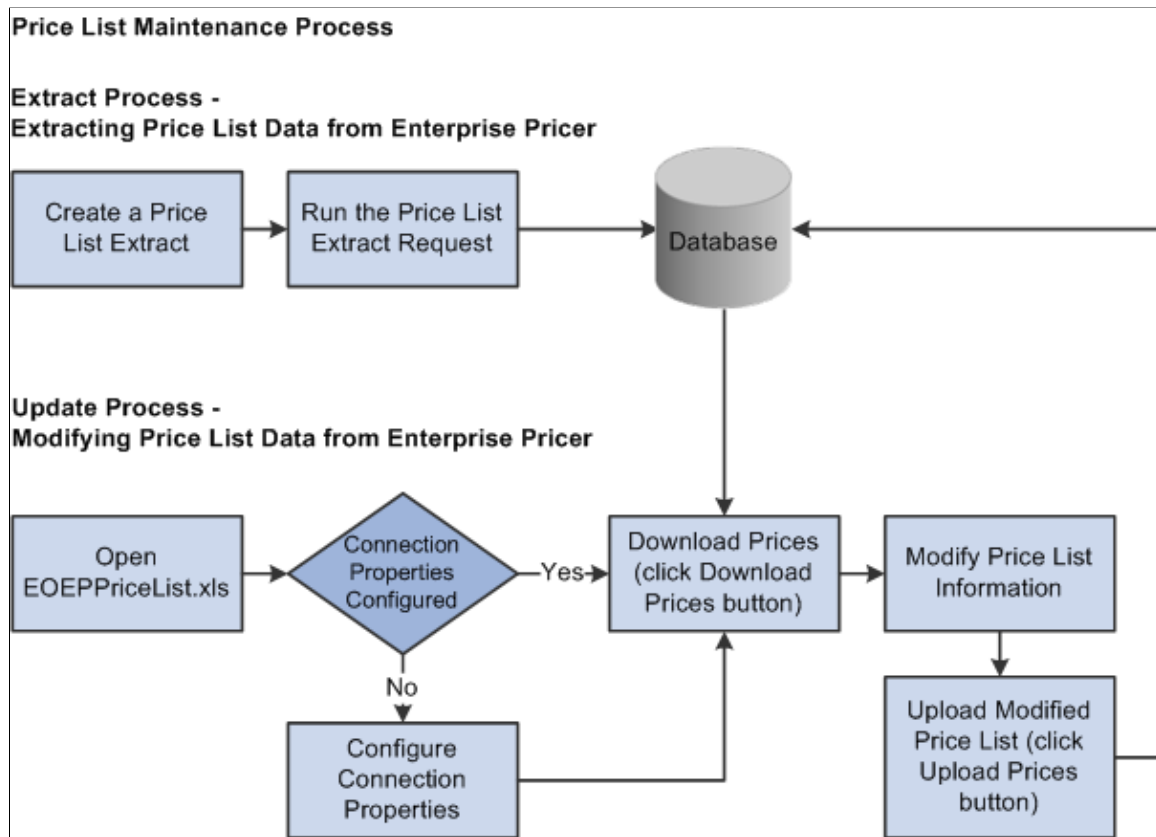 Price List Maintenance Process
Extract Process -
Extracting Price List Data from Enterprise Pricer
Create a Price
List Extract
Run the Price List
Extract Request
Database
Update Process -
Modifying Price List Data from Enterprise Pricer
Open
EOEPPriceList.xls
Connection
Properties
Configured
Yes
No
Configure
Connection
Properties
Download Prices
(click Download
Prices button)
Modify Price List
Information
Upload Modified
Price List (click
Upload Prices
button)